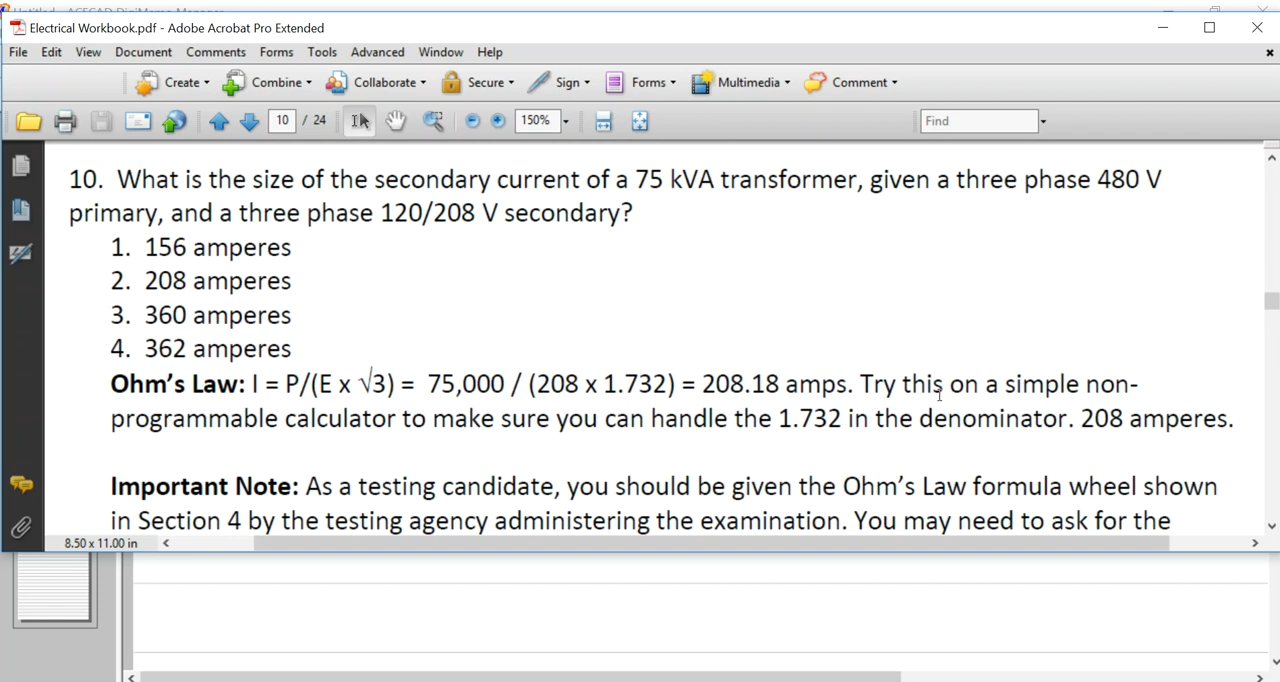 Untitled - ACECAD DigiMemo Manager
Electrical Workbook.pdf - Adobe Acrobat Pro Extended
File Edit View Document Comments Forms Tools Advanced Window Help
Create Combine Collaborate Secure Sign Forms Multimedia Comment
10 / 24 150% Find
10. What is the size of the secondary current of a 75 kVA transformer, given a three phase 480 V
primary, and a three phase 120/208 V secondary?
1. 156 amperes
2. 208 amperes
3. 360 amperes
4. 362 amperes
Ohm's Law: I = P/(E x √3) = 75,000 / (208 x 1.732) = 208.18 amps. Try this on a simple non-
programmable calculator to make sure you can handle the 1.732 in the denominator. 208 amperes.
Important Note: As a testing candidate, you should be given the Ohm's Law formula wheel shown
in Section 4 by the testing agency administering the examination. You may need to ask for the
8.50 x 11.00 in